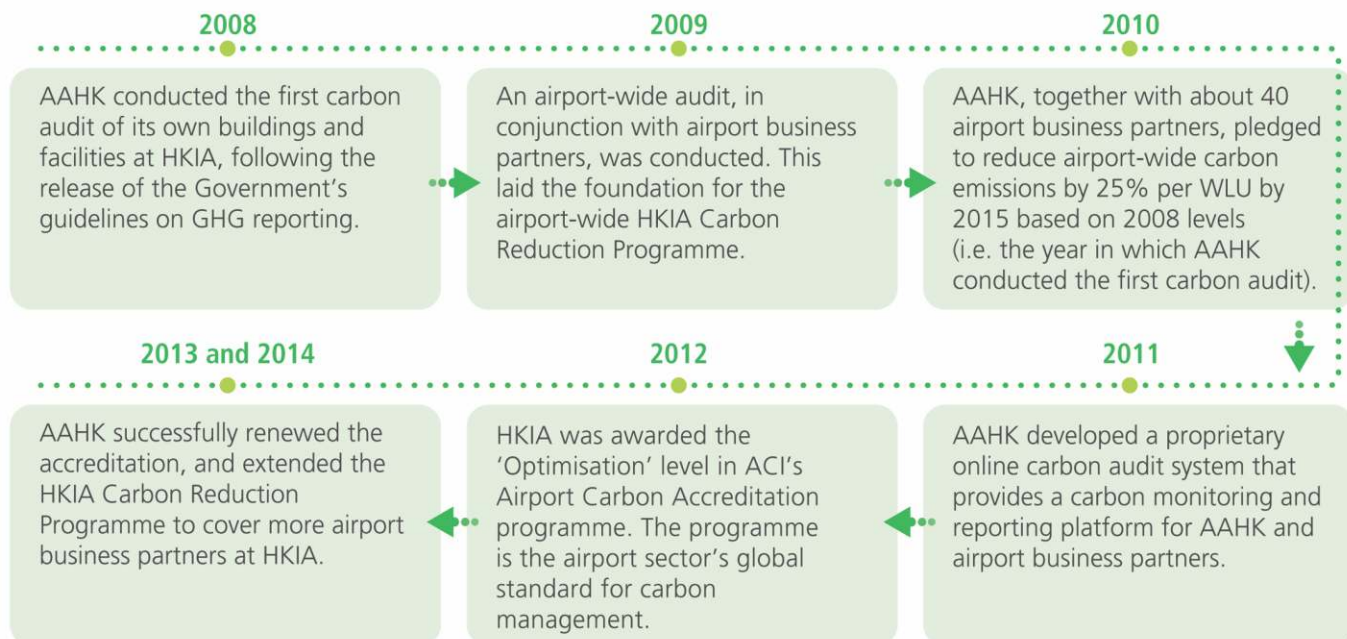 2008
AAHK conducted the first carbon
audit of its own buildings and
facilities at HKIA, following the
release of the Government’s
guidelines on GHG reporting.
2009
An airport-wide audit, in
conjunction with airport business
partners, was conducted. This
laid the foundation for the
airport-wide HKIA Carbon
Reduction Programme.
2010
AAHK, together with about 40
airport business partners, pledged
to reduce airport-wide carbon
emissions by 25% per WLU by
2015 based on 2008 levels
(i.e. the year in which AAHK
conducted the first carbon audit).
2011
AAHK developed a proprietary
online carbon audit system that
provides a carbon monitoring and
reporting platform for AAHK and
airport business partners.
2012
HKIA was awarded the
‘Optimisation’ level in ACI’s
Airport Carbon Accreditation
programme. The programme
is the airport sector’s global
standard for carbon
management.
2013 and 2014
AAHK successfully renewed the
accreditation, and extended the
HKIA Carbon Reduction
Programme to cover more airport
business partners at HKIA.